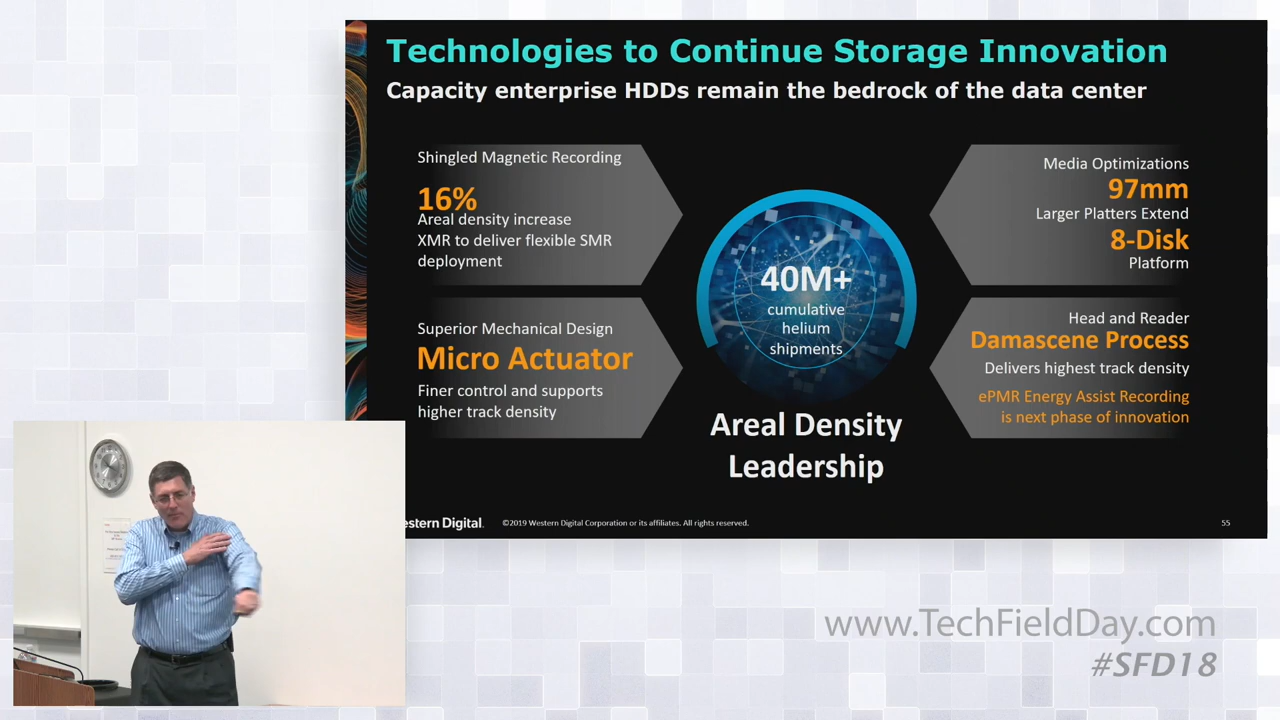 Technologies to Continue Storage Innovation
Capacity enterprise HDDs remain the bedrock of the data center
Shingled Magnetic Recording
16%
Areal density increase
XMR to deliver flexible SMR
deployment
Superior Mechanical Design
Micro Actuator
Finer control and supports
higher track density
40M+
cumulative
helium
shipments
Areal Density
Leadership
Media Optimizations
97mm
Larger Platters Extend
8-Disk
Platform
Head and Reader
Damascene Process
Delivers highest track density
ePMR Energy Assist Recording
is next phase of innovation
estern Digital.
©2019 Western Digital Corporation or its affiliates. All rights reserved.
55
www.TechFieldDay.com
#SFD18